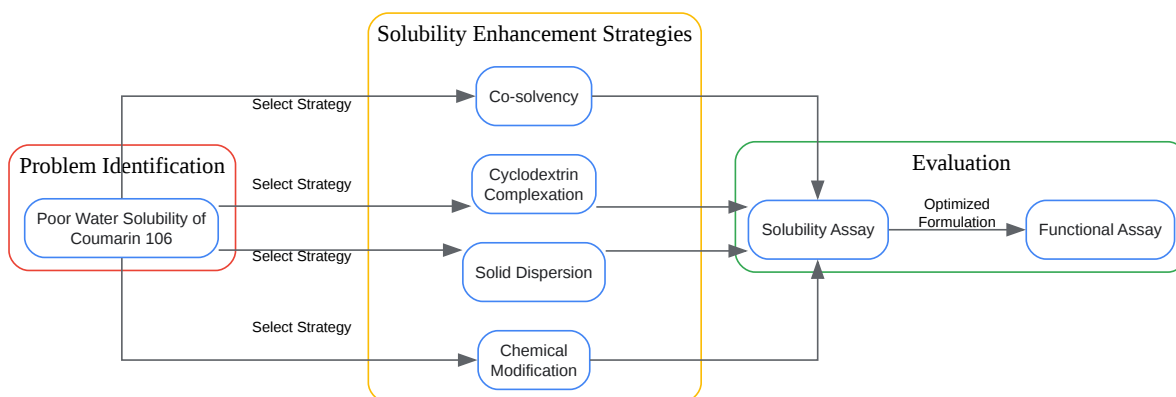 Solubility Enhancement Strategies
Co-solvency
Select Strategy
Problem Identification
Evaluation
Cyclodextrin
Complexation
Select Strategy
Poor Water Solubility of
Coumarin 106
Solubility Assay
Optimized
Formulation
Functional Assay
Select Strategy
Solid Dispersion
Select Strategy
Chemical
Modification